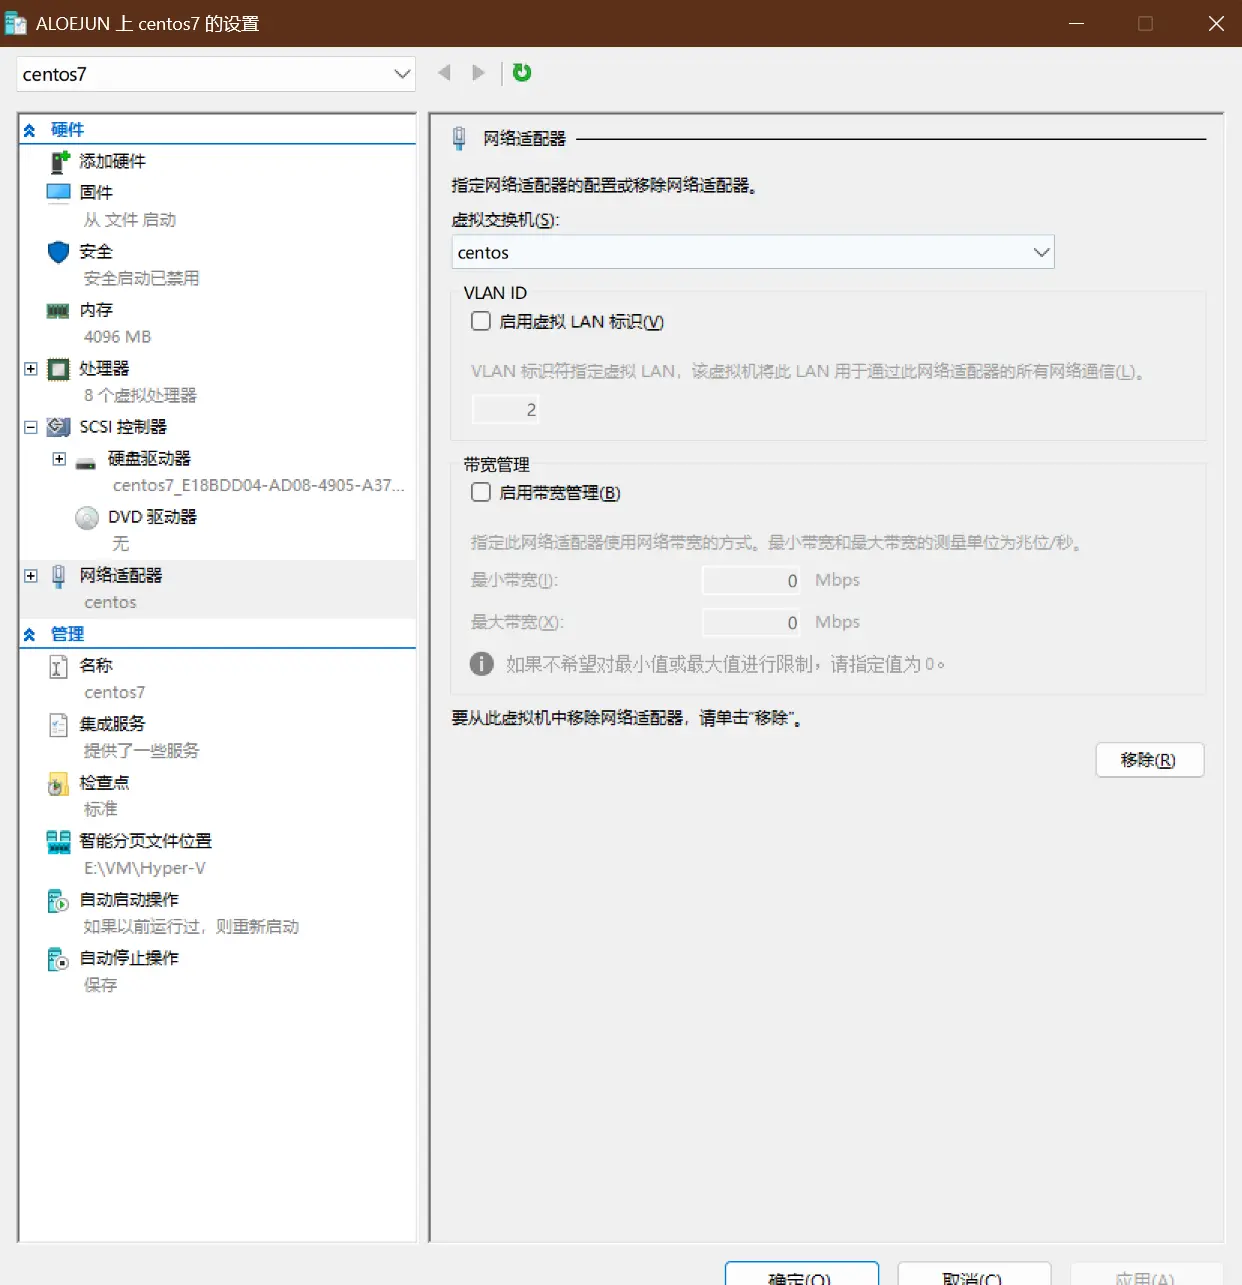 ALOEJUN 上 centos7 的设置
centos7
硬件
添加硬件
固件
从 文件 启动
安全
安全启动已禁用
内存
4096 MB
处理器
8 个虚拟处理器
SCSI 控制器
硬盘驱动器
centos7_E18BDD04-AD08-4905-A37...
DVD 驱动器
无
网络适配器
centos
管理
名称
centos7
集成服务
提供了一些服务
检查点
标准
智能分页文件位置
E:\VM\Hyper-V
自动启动操作
如果以前运行过，则重新启动
自动停止操作
保存
网络适配器
指定网络适配器的配置或移除网络适配器。
虚拟交换机(S):
centos
VLAN ID
启用虚拟 LAN 标识(V)
VLAN 标识符指定虚拟 LAN，该虚拟机将此 LAN 用于通过此网络适配器的所有网络通信(L)。
2
带宽管理
启用带宽管理(B)
指定此网络适配器使用网络带宽的方式。最小带宽和最大带宽的测量单位为兆位/秒。
最小带宽(I): 0 Mbps
最大带宽(X): 0 Mbps
如果不希望对最小值或最大值进行限制，请指定值为 0。
要从此虚拟机中移除网络适配器，请单击“移除”。
移除(R)
确定(O) 取消(C) 应用(A)